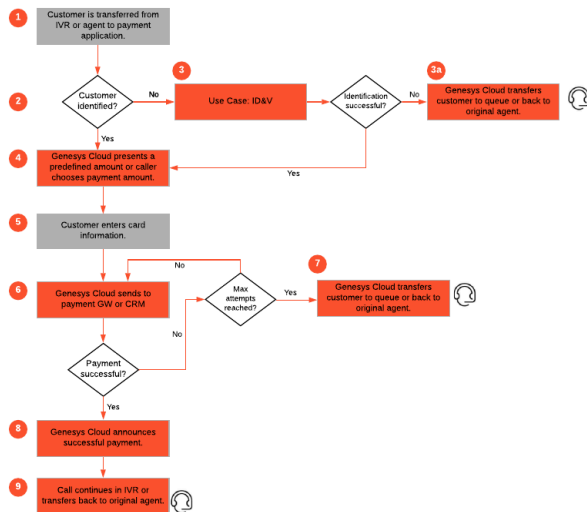 1
Customer is transferred from
IVR or agent to payment
application.
2
Customer
identified?
No
3
Use Case: ID&V
Identification
successful?
No
3a
Genesys Cloud transfers
customer to queue or back to
original agent.
Yes
Yes
4
Genesys Cloud presents a
predefined amount or caller
chooses payment amount.
5
Customer enters card
information.
No
6
Genesys Cloud sends to
payment GW or CRM
Max
attempts
reached?
Yes
7
Genesys Cloud transfers
customer to queue or back to
original agent.
No
Payment
successful?
Yes
8
Genesys Cloud announces
successful payment.
9
Call continues in IVR or
transfers back to original agent.